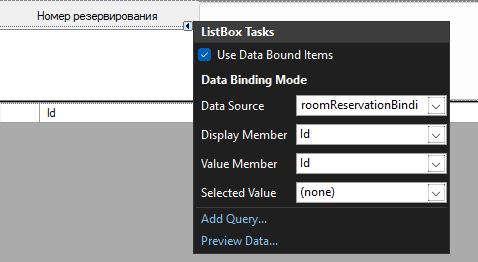 Номер резервирования
ListBox Tasks
Use Data Bound Items
Data Binding Mode
Id
Data Source roomReservationBindi
Display Member Id
Value Member Id
Selected Value (none)
Add Query...
Preview Data...